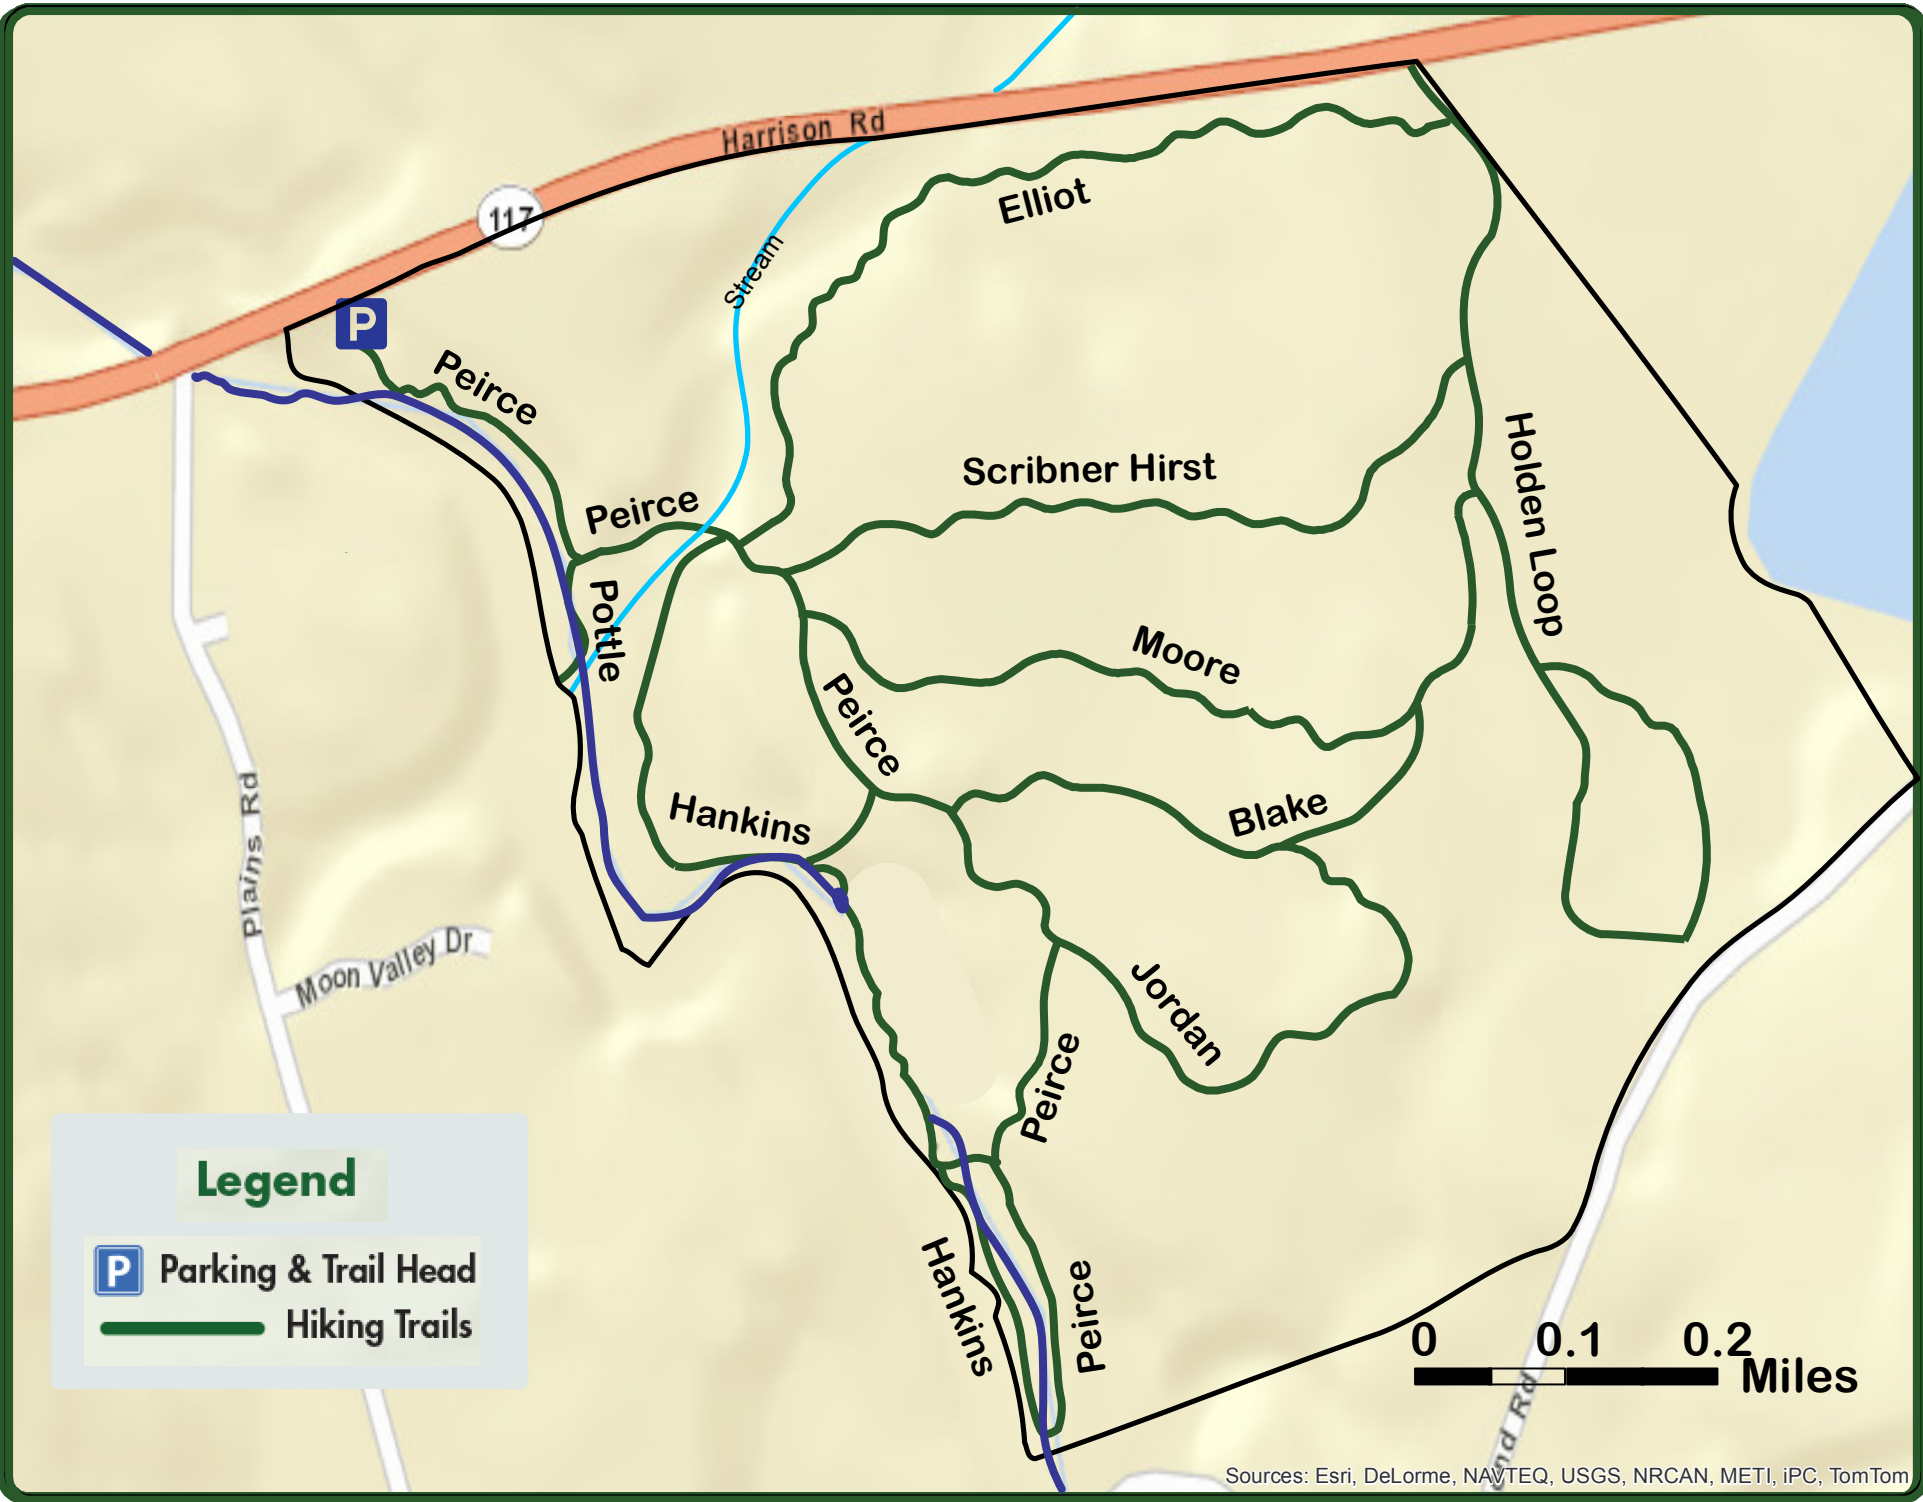 Harrison Rd
117
Elliot
Stream
P
Peirce
Holden Loop
Scribner Hirst
Peirce
Pottle
Moore
Peirce
Hankins
Blake
Plains Rd
Moon Valley Dr
Jordan
Peirce
Legend
P Parking & Trail Head
Hiking Trails
Hankins
Peirce
0 0.1 0.2
Miles
nd Rd
Sources: Esri, DeLorme, NAVTEQ, USGS, NRCAN, METI, iPC, TomTom